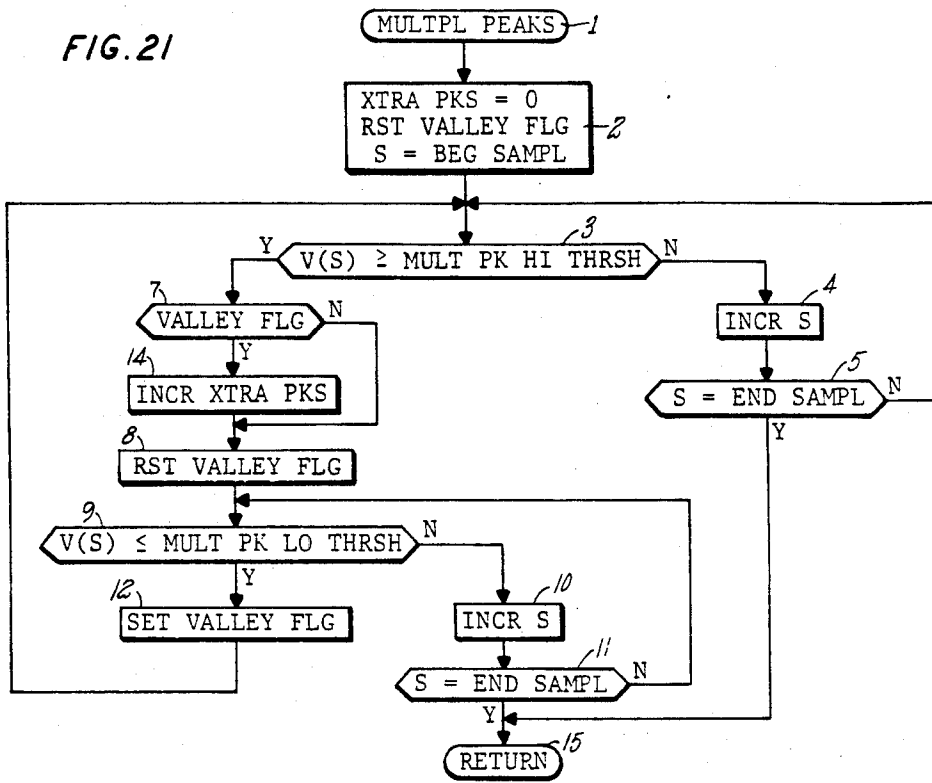 FIG. 21
MULTPL PEAKS
1
XTRA PKS = 0
RST VALLEY FLG
S = BEG SAMPL
2
3
Y
V(S) ≥ MULT PK HI THRSH
N
7
VALLEY FLG
N
Y
4
INCR S
14
INCR XTRA PKS
5
S = END SAMPL
N
Y
8
RST VALLEY FLG
9
V(S) ≤ MULT PK LO THRSH
N
Y
12
SET VALLEY FLG
10
INCR S
11
S = END SAMPL
N
Y
15
RETURN